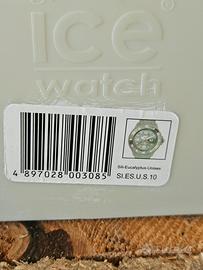 ice
watch
Sili-Eucalyptus-Unisex
SI.ES.U.S.10
4 897028 003085